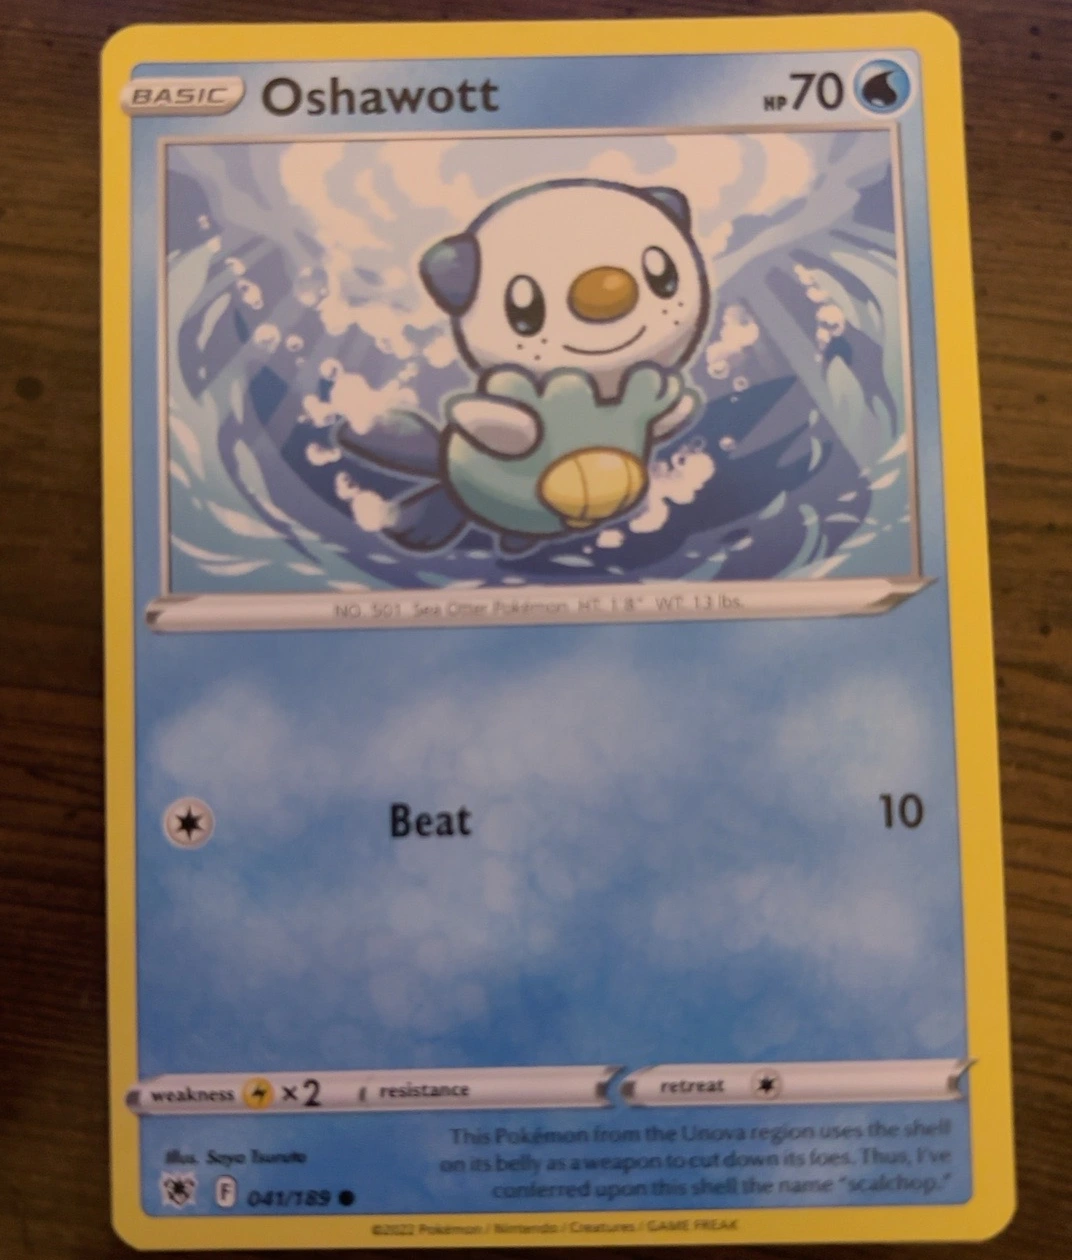 BASIC Oshawott HP 70
NO. 501 Sea Otter Pokémon HT: 1'8" WT: 13 lbs.
Beat 10
weakness ×2 resistance retreat
This Pokémon from the Unova region uses the shell
on its belly as a weapon to cut down its foes. Thus, I've
conferred upon this shell the name "scalchop."
Illus. Saya Tsuruta
F 041/189
©2022 Pokémon / Nintendo / Creatures / GAME FREAK